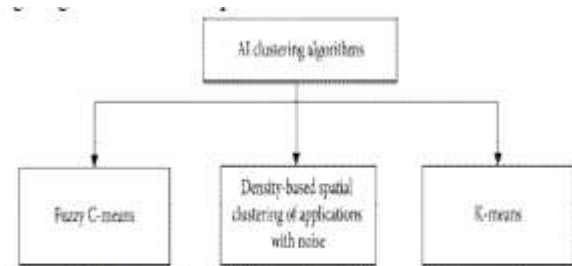 AI clustering algorithms
Fuzzy C-means
Density-based spatial
clustering of applications
with noise
K-means